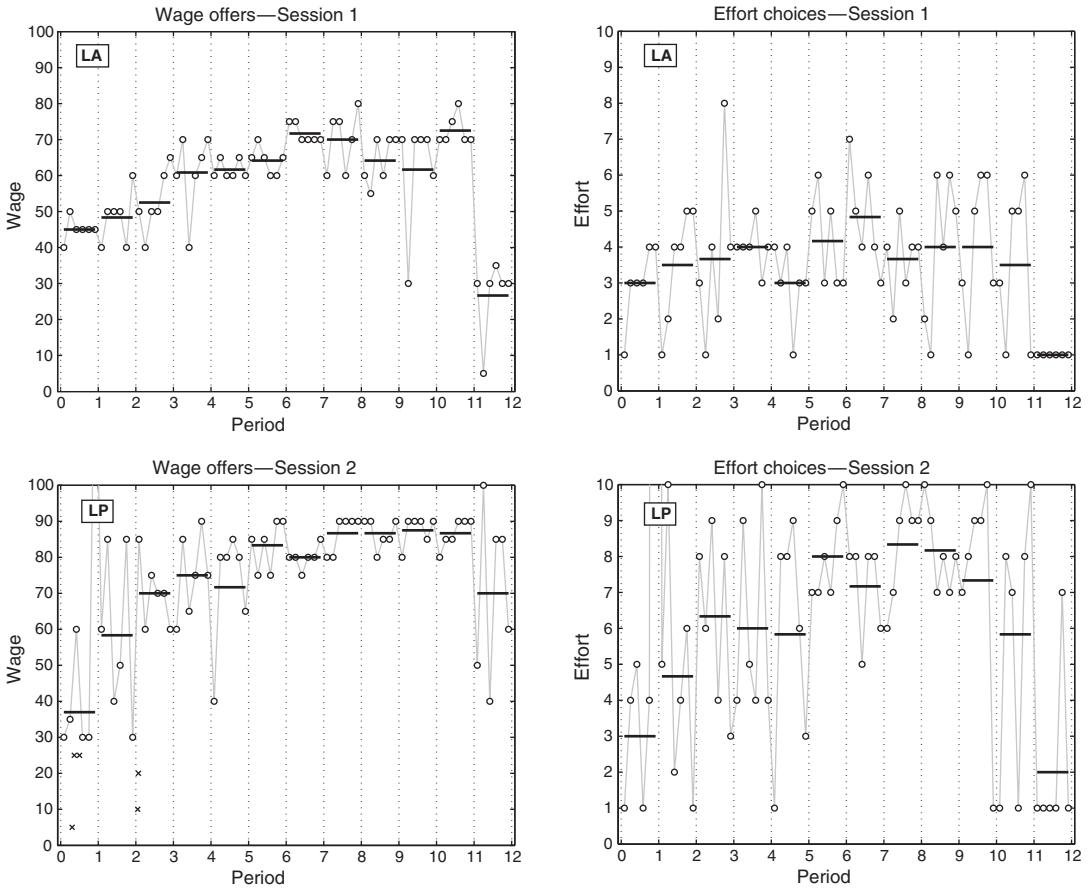 Wage offers—Session 1
LA
100
90
80
70
60
50
40
30
20
10
0
Wage
0 1 2 3 4 5 6 7 8 9 10 11 12
Period
Effort choices—Session 1
LA
10
9
8
7
6
5
4
3
2
1
0
Effort
0 1 2 3 4 5 6 7 8 9 10 11 12
Period
Wage offers—Session 2
LP
100
90
80
70
60
50
40
30
20
10
0
Wage
0 1 2 3 4 5 6 7 8 9 10 11 12
Period
Effort choices—Session 2
LP
10
9
8
7
6
5
4
3
2
1
0
Effort
0 1 2 3 4 5 6 7 8 9 10 11 12
Period